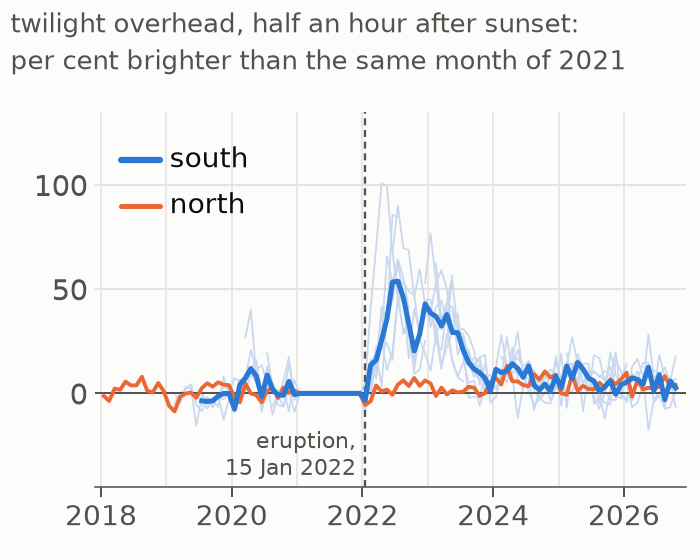 twilight overhead, half an hour after sunset:
per cent brighter than the same month of 2021
south
100
north
50
0
eruption,
15 Jan 2022
2018 2020 2022 2024 2026